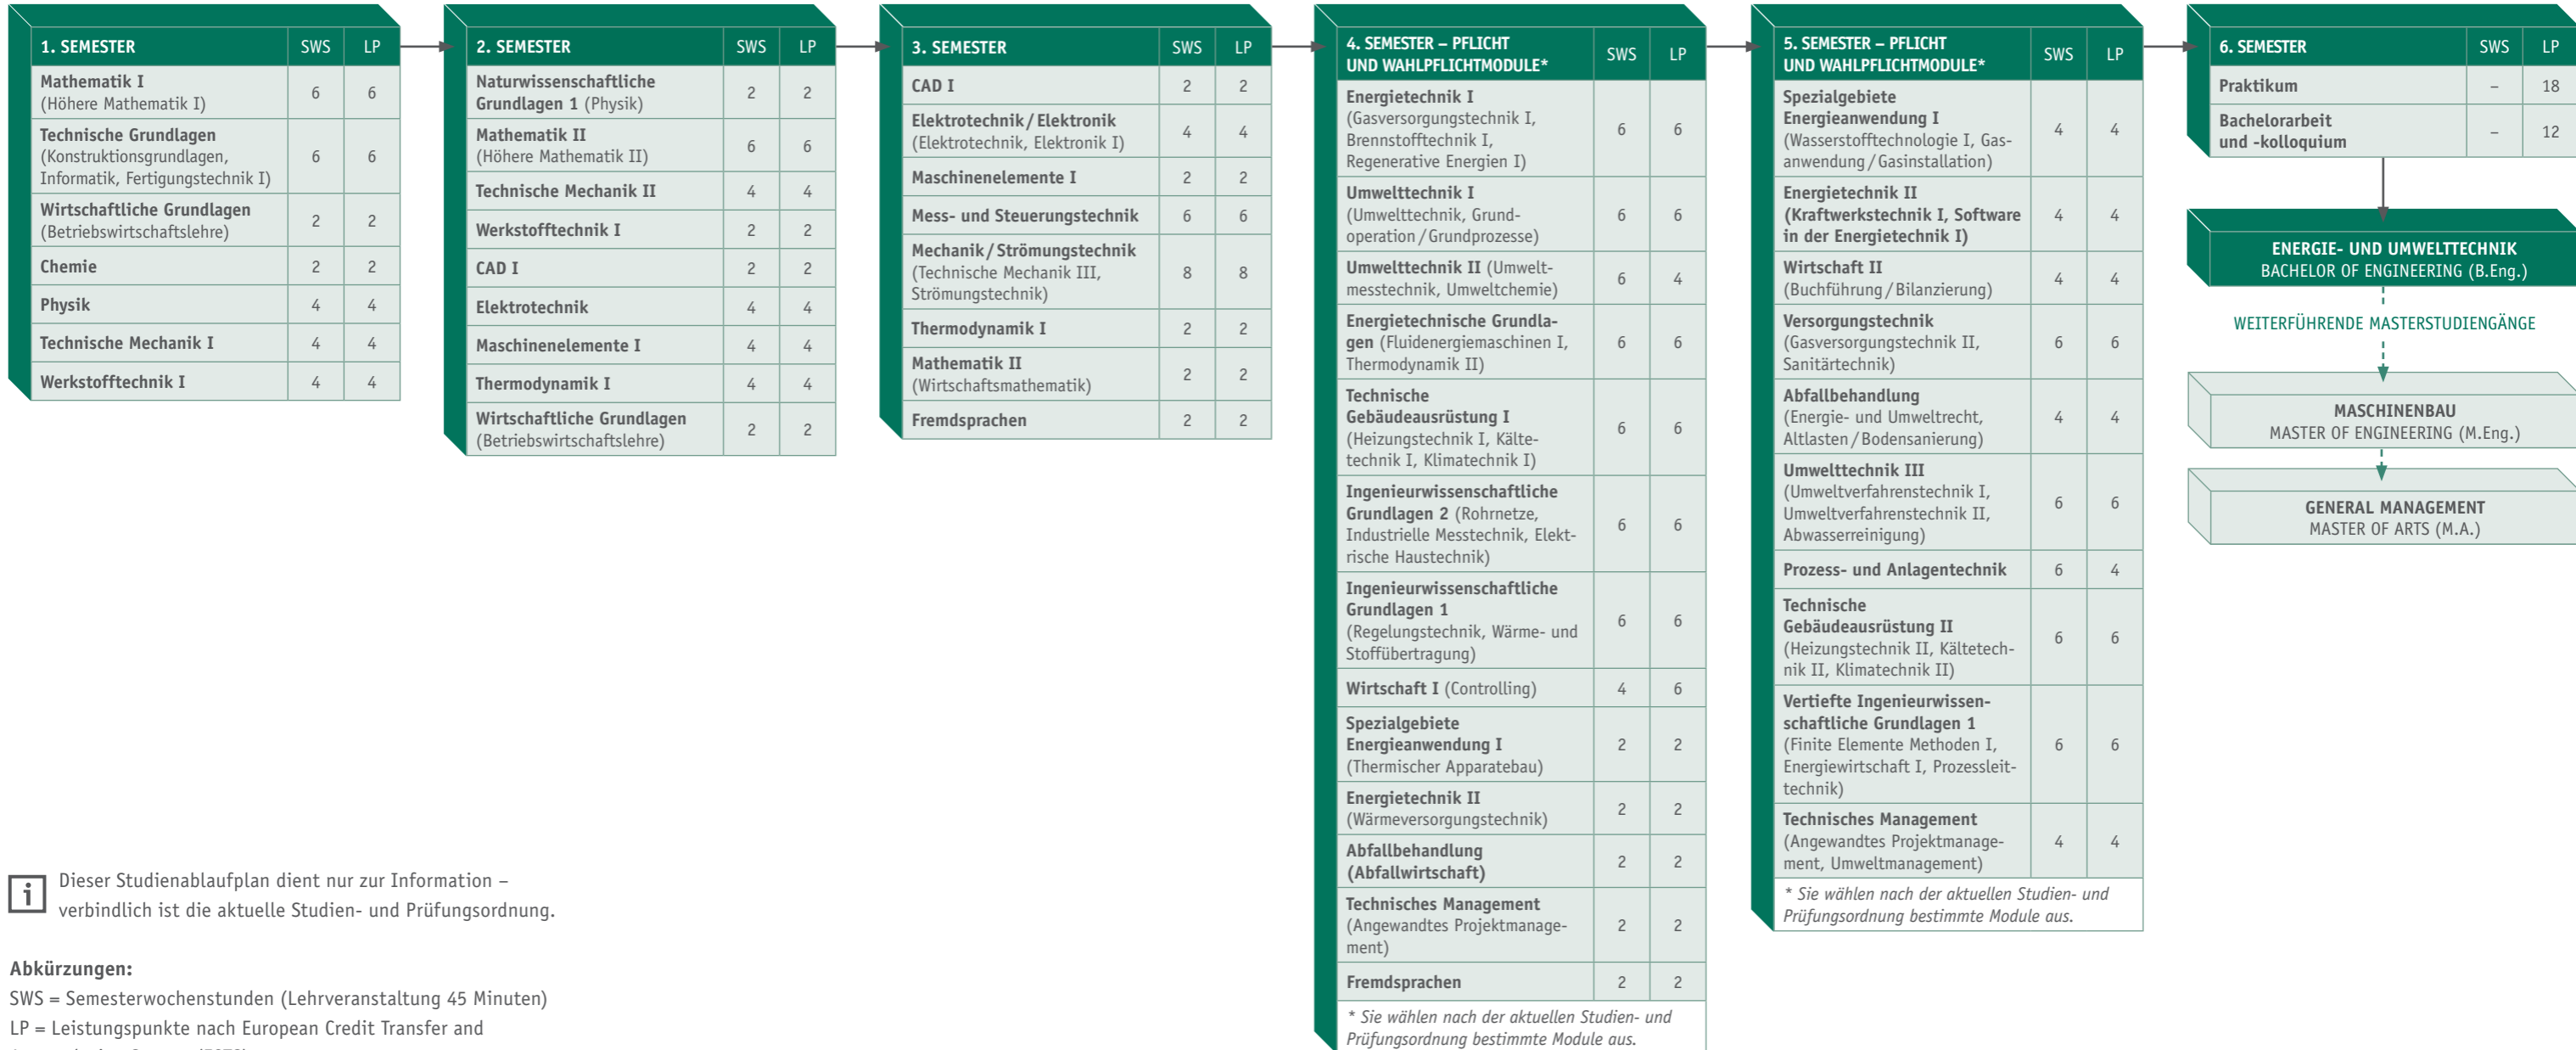 1. SEMESTER SWS LP
Mathematik I
(Höhere Mathematik I) 6 6
Technische Grundlagen
(Konstruktionsgrundlagen,
Informatik, Fertigungstechnik I) 6 6
Wirtschaftliche Grundlagen
(Betriebswirtschaftslehre) 2 2
Chemie 2 2
Physik 4 4
Technische Mechanik I 4 4
Werkstofftechnik I 4 4
2. SEMESTER SWS LP
Naturwissenschaftliche
Grundlagen 1 (Physik) 2 2
Mathematik II
(Höhere Mathematik II) 6 6
Technische Mechanik II 4 4
Werkstofftechnik I 2 2
CAD I 2 2
Elektrotechnik 4 4
Maschinenelemente I 4 4
Thermodynamik I 4 4
Wirtschaftliche Grundlagen
(Betriebswirtschaftslehre) 2 2
3. SEMESTER SWS LP
CAD I 2 2
Elektrotechnik/Elektronik
(Elektrotechnik, Elektronik I) 4 4
Maschinenelemente I 2 2
Mess- und Steuerungstechnik 6 6
Mechanik/Strömungstechnik
(Technische Mechanik III,
Strömungstechnik) 8 8
Thermodynamik I 2 2
Mathematik II
(Wirtschaftsmathematik) 2 2
Fremdsprachen 2 2
4. SEMESTER – PFLICHT
UND WAHLPFLICHTMODULE* SWS LP
Energietechnik I
(Gasversorgungstechnik I,
Brennstofftechnik I,
Regenerative Energien I) 6 6
Umwelttechnik I
(Umwelttechnik, Grund-
operation/Grundprozesse) 6 6
Umwelttechnik II (Umwelt-
messtechnik, Umweltchemie) 6 4
Energietechnische Grundla-
gen (Fluidenergiemaschinen I,
Thermodynamik II) 6 6
Technische
Gebäudeausrüstung I
(Heizungstechnik I, Kälte-
technik I, Klimatechnik I) 6 6
Ingenieurwissenschaftliche
Grundlagen 2 (Rohrnetze,
Industrielle Messtechnik, Elekt-
rische Haustechnik) 6 6
Ingenieurwissenschaftliche
Grundlagen 1
(Regelungstechnik, Wärme- und
Stoffübertragung) 6 6
Wirtschaft I (Controlling) 4 6
Spezialgebiete
Energieanwendung I
(Thermischer Apparatebau) 2 2
Energietechnik II
(Wärmeversorgungstechnik) 2 2
Abfallbehandlung
(Abfallwirtschaft) 2 2
Technisches Management
(Angewandtes Projektmanage-
ment) 2 2
Fremdsprachen 2 2
* Sie wählen nach der aktuellen Studien- und
Prüfungsordnung bestimmte Module aus.
5. SEMESTER – PFLICHT
UND WAHLPFLICHTMODULE* SWS LP
Spezialgebiete
Energieanwendung I
(Wasserstofftechnologie I, Gas-
anwendung/Gasinstallation) 4 4
Energietechnik II
(Kraftwerkstechnik I, Software
in der Energietechnik I) 4 4
Wirtschaft II
(Buchführung/Bilanzierung) 4 4
Versorgungstechnik
(Gasversorgungstechnik II,
Sanitärtechnik) 6 6
Abfallbehandlung
(Energie- und Umweltrecht,
Altlasten/Bodensanierung) 4 4
Umwelttechnik III
(Umweltverfahrenstechnik I,
Umweltverfahrenstechnik II,
Abwasserreinigung) 6 6
Prozess- und Anlagentechnik 6 4
Technische
Gebäudeausrüstung II
(Heizungstechnik II, Kältetech-
nik II, Klimatechnik II) 6 6
Vertiefte Ingenieurwissen-
schaftliche Grundlagen 1
(Finite Elemente Methoden I,
Energiewirtschaft I, Prozessleit-
technik) 6 6
Technisches Management
(Angewandtes Projektmanage-
ment, Umweltmanagement) 4 4
* Sie wählen nach der aktuellen Studien- und
Prüfungsordnung bestimmte Module aus.
6. SEMESTER SWS LP
Praktikum – 18
Bachelorarbeit
und -kolloquium – 12
ENERGIE- UND UMWELTTECHNIK
BACHELOR OF ENGINEERING (B.Eng.)
WEITERFÜHRENDE MASTERSTUDIENGÄNGE
MASCHINENBAU
MASTER OF ENGINEERING (M.Eng.)
GENERAL MANAGEMENT
MASTER OF ARTS (M.A.)
i Dieser Studienablaufplan dient nur zur Information –
verbindlich ist die aktuelle Studien- und Prüfungsordnung.
Abkürzungen:
SWS = Semesterwochenstunden (Lehrveranstaltung 45 Minuten)
LP = Leistungspunkte nach European Credit Transfer and